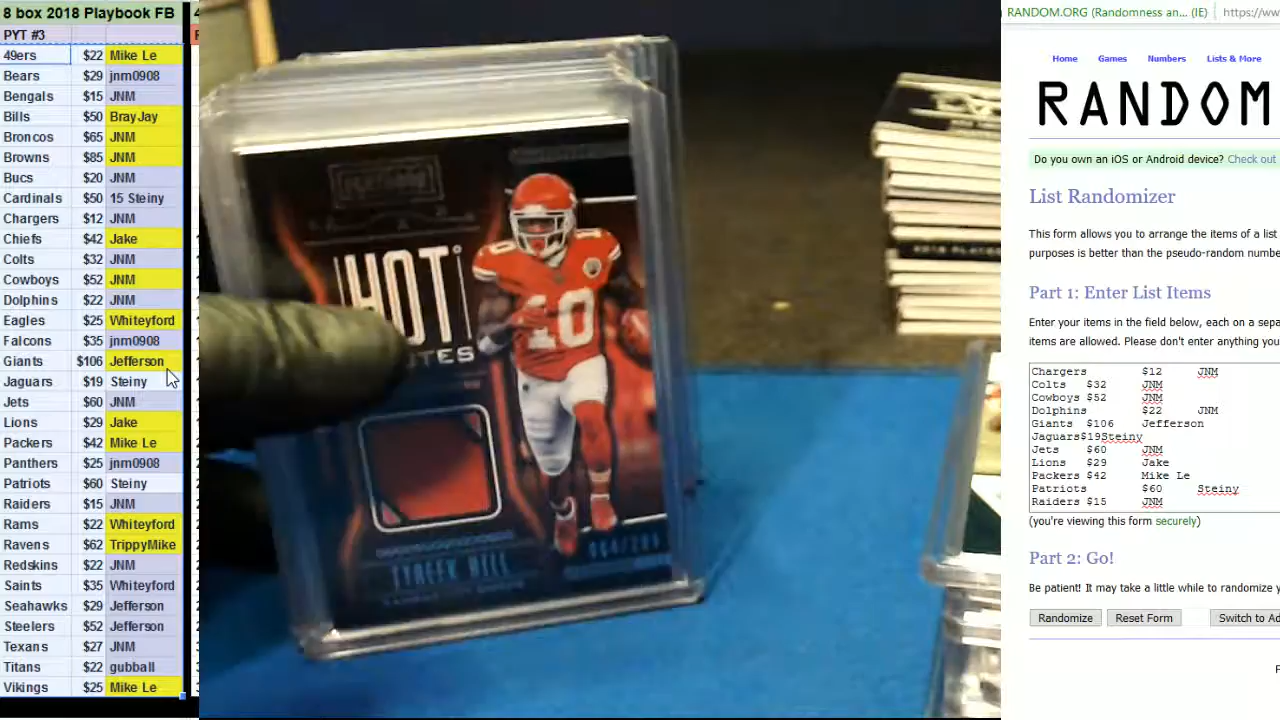 8 box 2018 Playbook FB
PYT #3
49ers $22 Mike Le
Bears $29 jnm0908
Bengals $15 JNM
Bills $50 BrayJay
Broncos $65 JNM
Browns $85 JNM
Bucs $20 JNM
Cardinals $50 15 Steiny
Chargers $12 JNM
Chiefs $42 Jake
Colts $32 JNM
Cowboys $52 JNM
Dolphins $22 JNM
Eagles $25 Whiteyford
Falcons $35 jnm0908
Giants $106 Jefferson
Jaguars $19 Steiny
Jets $60 JNM
Lions $29 Jake
Packers $42 Mike Le
Panthers $25 jnm0908
Patriots $60 Steiny
Raiders $15 JNM
Rams $22 Whiteyford
Ravens $62 TrippyMike
Redskins $22 JNM
Saints $35 Whiteyford
Seahawks $29 Jefferson
Steelers $52 Jefferson
Texans $27 JNM
Titans $22 gubball
Vikings $25 Mike Le
HOT
10
TYREEK HILL
RANDOM.ORG (Randomness an... (IE) https://ww
Home Games Numbers Lists & More
RANDOM
Do you own an iOS or Android device? Check out
List Randomizer
This form allows you to arrange the items of a list
purposes is better than the pseudo-random numbe
Part 1: Enter List Items
Enter your items in the field below, each on a sepa
items are allowed. Please don't enter anything you
Chargers $12 JNM
Colts $32 JNM
Cowboys $52 JNM
Dolphins $22 JNM
Giants $106 Jefferson
Jaguars$19Steiny
Jets $60 JNM
Lions $29 Jake
Packers $42 Mike Le
Patriots $60 Steiny
Raiders $15 JNM
(you're viewing this form securely)
Part 2: Go!
Be patient! It may take a little while to randomize y
Randomize Reset Form Switch to Ad